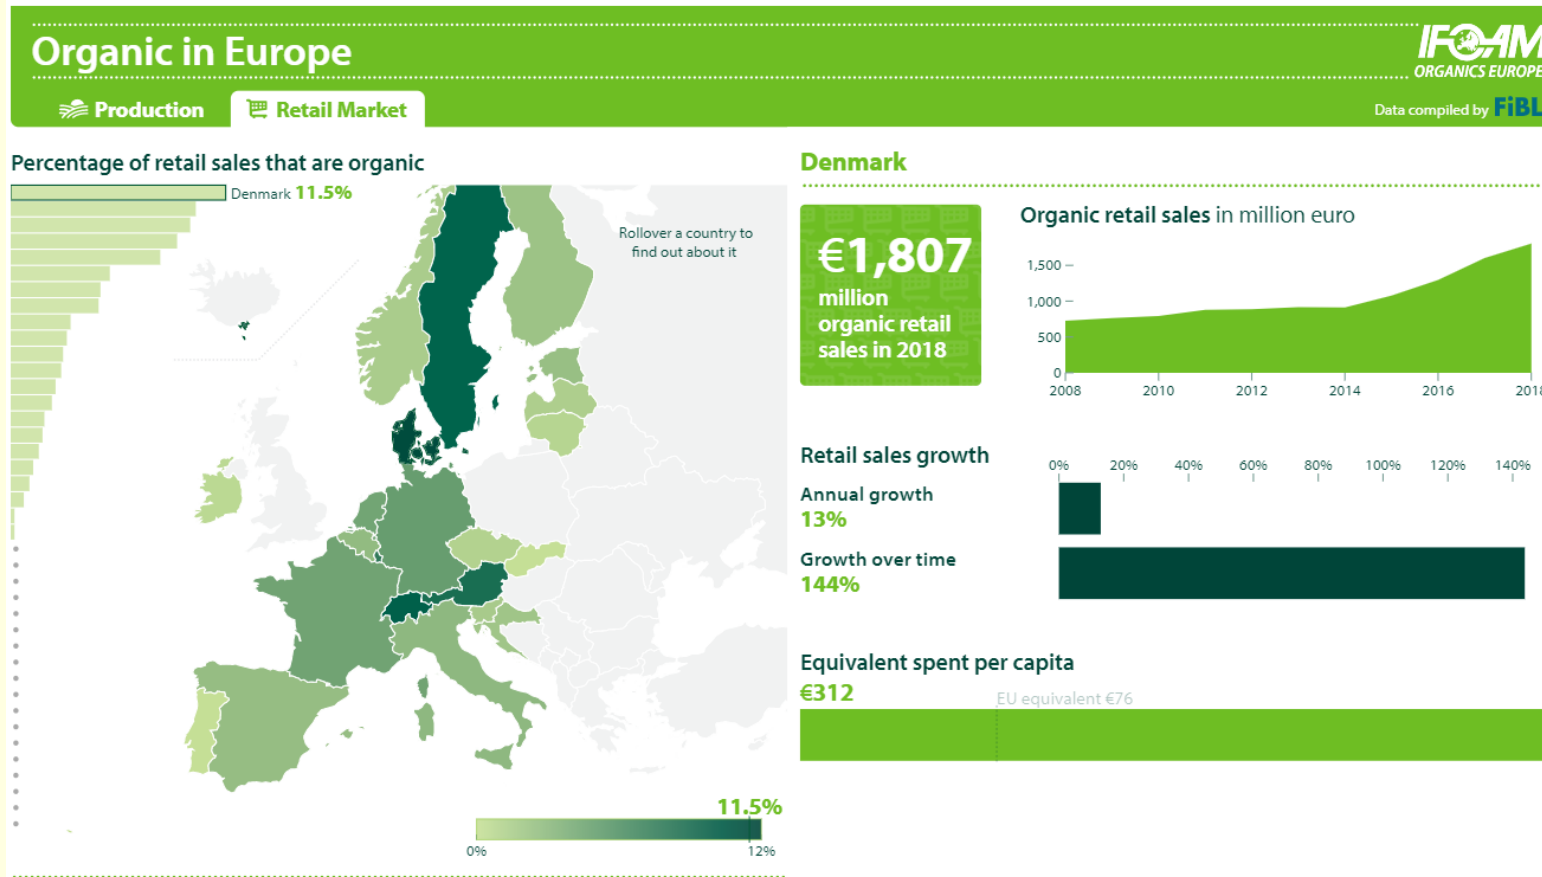 Organic in Europe
IFOAM
ORGANICS EUROPE
Production
Retail Market
Data compiled by FiBL
Percentage of retail sales that are organic
Denmark 11.5%
Rollover a country to
find out about it
11.5%
0%
12%
Denmark
€1,807
million
organic retail
sales in 2018
Organic retail sales in million euro
1,500
1,000
500
0
2008
2010
2012
2014
2016
2018
Retail sales growth
0%
20%
40%
60%
80%
100%
120%
140%
Annual growth
13%
Growth over time
144%
Equivalent spent per capita
€312
EU equivalent €76